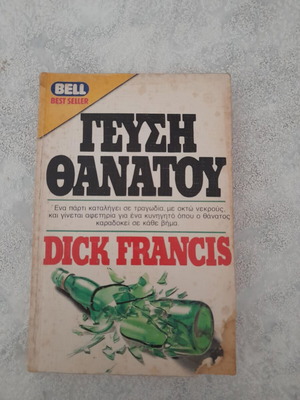 BELL
BEST SELLER
ΓΕΥΣΗ
ΘΑΝΑΤΟΥ
Ένα πάρτι καταλήγει σε τραγωδία, με οκτώ νεκρούς,
και γίνεται αφετηρία για ένα κυνηγητό όπου ο θάνατος
καραδοκεί σε κάθε βήμα
DICK FRANCIS